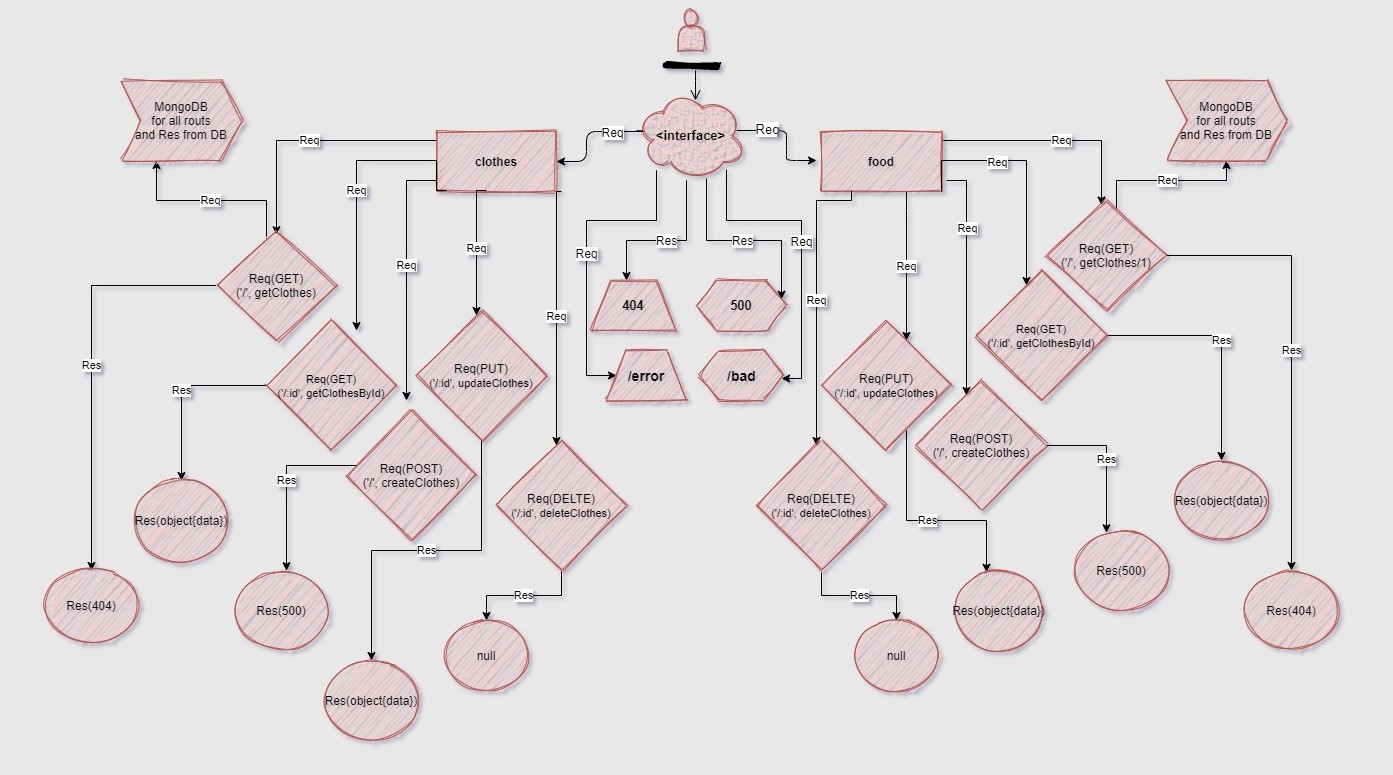 MongoDB
for all routs
and Res from DB
MongoDB
for all routs
and Res from DB
<interface>
Req
Req
clothes
food
Req
Req
Req
Req
Req
Req
Req
Req
Req
Req
Req
Req
Req
Req
Res
Res
Req
Req
404
500
/error
/bad
Req(GET)
('/', getClothes)
Req(GET)
('/:id', getClothesById)
Req(PUT)
('/:id', updateClothes)
Req(POST)
('/', createClothes)
Req(DELTE)
('/:id', deleteClothes)
Req(GET)
('/', getClothes/1)
Req(GET)
('/:id', getClothesById)
Req(PUT)
('/:id', updateClothes)
Req(POST)
('/', createClothes)
Req(DELTE)
('/:id', deleteClothes)
Res
Res
Res
Res
Res
Res
Res
Res
Res
Res
Res(404)
Res(object{data})
Res(500)
Res(object{data})
null
null
Res(object{data})
Res(500)
Res(object{data})
Res(404)